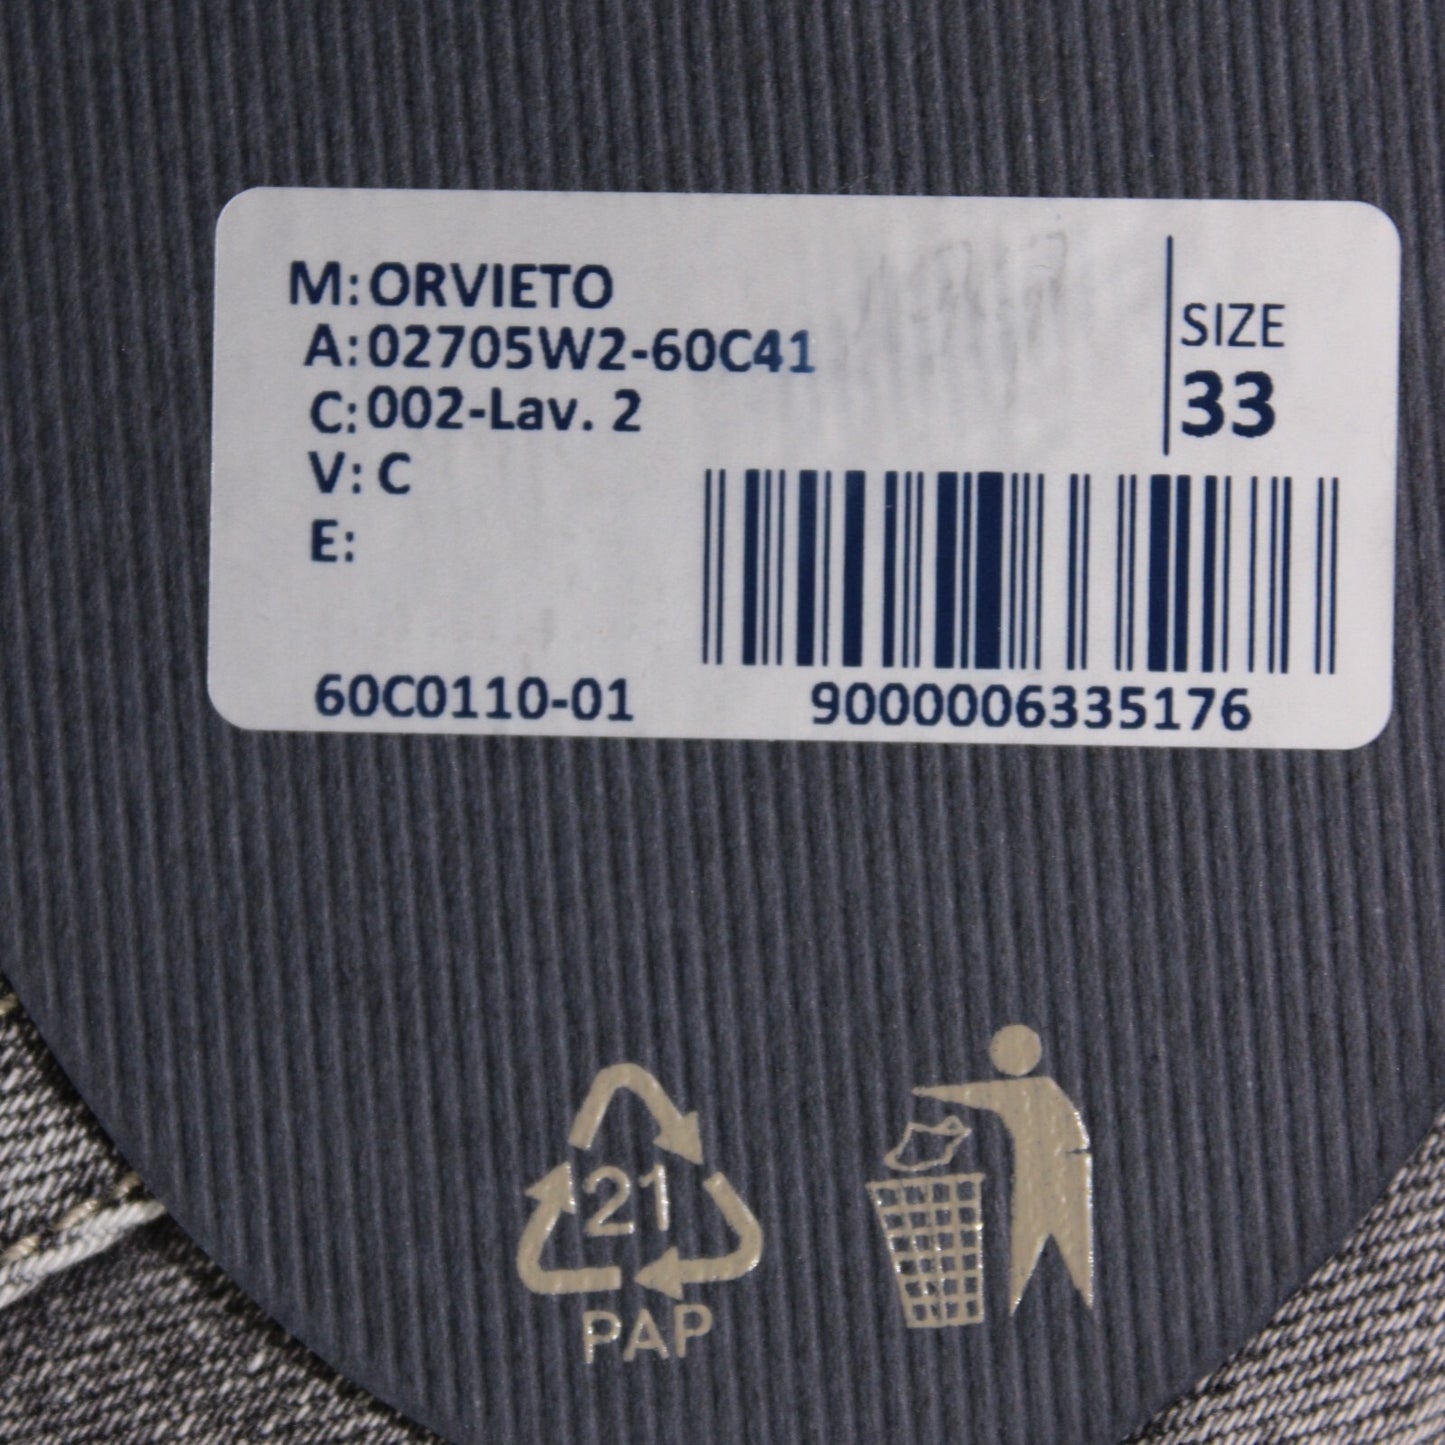 M: ORVIETO
A: 02705W2-60C41
C: 002-Lav. 2
V: C
E:
SIZE
33
60C0110-01
9000006335176
21
PAP